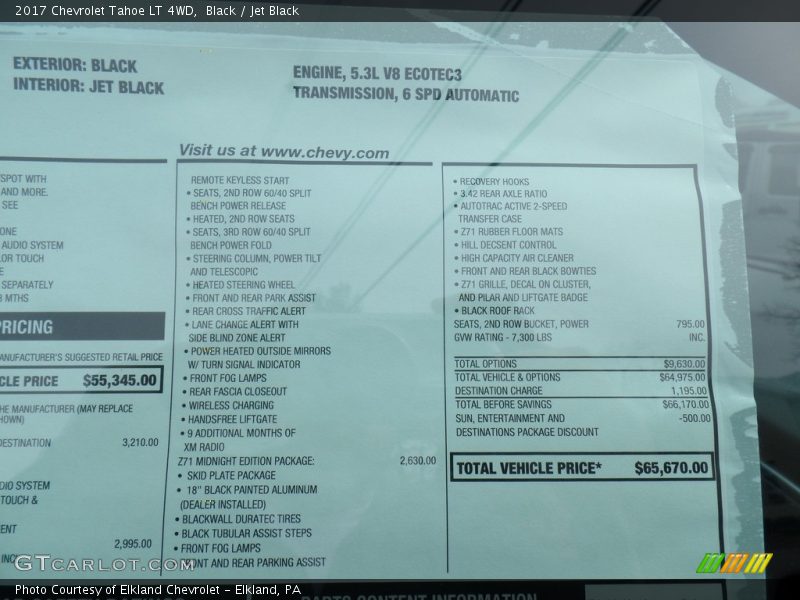 2017 Chevrolet Tahoe LT 4WD,  Black / Jet Black
EXTERIOR: BLACK
INTERIOR: JET BLACK
ENGINE, 5.3L V8 ECOTEC3
TRANSMISSION, 6 SPD AUTOMATIC
Visit us at www.chevy.com
SPOT WITH
AND MORE.
SEE
ONE
AUDIO SYSTEM
OR TOUCH
SEPARATELY
MTHS
PRICING
MANUFACTURER'S SUGGESTED RETAIL PRICE
CLE PRICE $55,345.00
HE MANUFACTURER (MAY REPLACE
HOWN)
DESTINATION 3,210.00
DIO SYSTEM
TOUCH &
ENT
2,995.00
INC
REMOTE KEYLESS START
• SEATS, 2ND ROW 60/40 SPLIT
BENCH POWER RELEASE
• HEATED, 2ND ROW SEATS
• SEATS, 3RD ROW 60/40 SPLIT
BENCH POWER FOLD
• STEERING COLUMN, POWER TILT
AND TELESCOPIC
• HEATED STEERING WHEEL
• FRONT AND REAR PARK ASSIST
• REAR CROSS TRAFFIC ALERT
• LANE CHANGE ALERT WITH
SIDE BLIND ZONE ALERT
• POWER HEATED OUTSIDE MIRRORS
W/ TURN SIGNAL INDICATOR
• FRONT FOG LAMPS
• REAR FASCIA CLOSEOUT
• WIRELESS CHARGING
• HANDSFREE LIFTGATE
• 9 ADDITIONAL MONTHS OF
XM RADIO
Z71 MIDNIGHT EDITION PACKAGE: 2,630.00
• SKID PLATE PACKAGE
• 18" BLACK PAINTED ALUMINUM
(DEALER INSTALLED)
• BLACKWALL DURATEC TIRES
• BLACK TUBULAR ASSIST STEPS
• FRONT FOG LAMPS
FRONT AND REAR PARKING ASSIST
• RECOVERY HOOKS
• 3.42 REAR AXLE RATIO
• AUTOTRAC ACTIVE 2-SPEED
TRANSFER CASE
• Z71 RUBBER FLOOR MATS
• HILL DECSENT CONTROL
• HIGH CAPACITY AIR CLEANER
• FRONT AND REAR BLACK BOWTIES
• Z71 GRILLE, DECAL ON CLUSTER,
AND PILAR AND LIFTGATE BADGE
• BLACK ROOF RACK
SEATS, 2ND ROW BUCKET, POWER 795.00
GVW RATING - 7,300 LBS INC.
TOTAL OPTIONS $9,630.00
TOTAL VEHICLE & OPTIONS $64,975.00
DESTINATION CHARGE 1,195.00
TOTAL BEFORE SAVINGS $66,170.00
SUN, ENTERTAINMENT AND -500.00
DESTINATIONS PACKAGE DISCOUNT
TOTAL VEHICLE PRICE* $65,670.00
GTCARLOT.COM
Photo Courtesy of Elkland Chevrolet - Elkland, PA
PARTS CONTENT INFORMATION